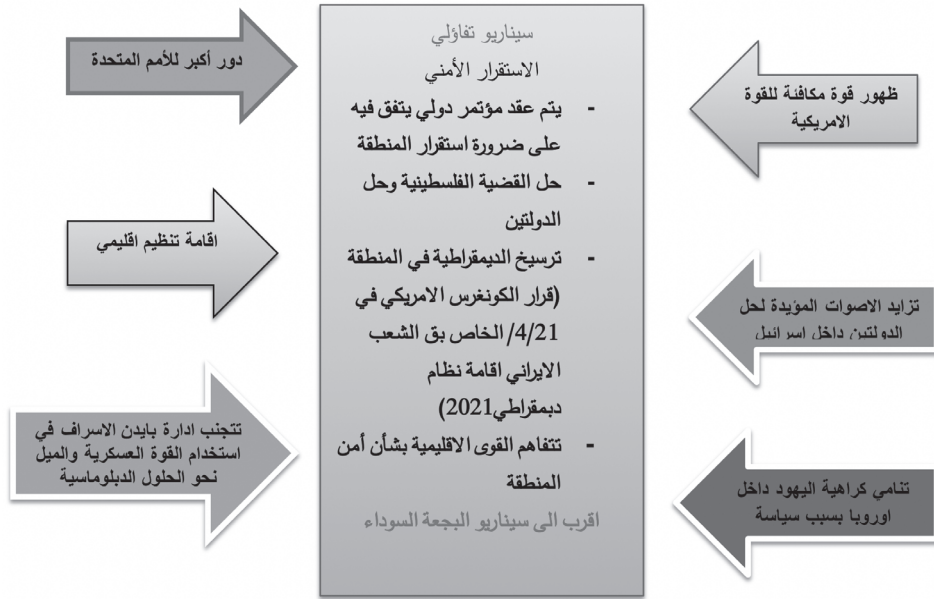 سيناريو تفاؤلي
الاستقرار الأمني
- يتم عقد مؤتمر دولي يتفق فيه
على ضرورة استقرار المنطقة
- حل القضية الفلسطينية وحل
الدولتين
- ترسيخ الديمقراطية في المنطقة
(قرار الكونغرس الامريكي في
4/21/ الخاص بق الشعب
الايراني اقامة نظام
ديمقراطي2021)
- تتفاهم القوى الاقليمية بشأن أمن
المنطقة
اقرب الى سيناريو البجعة السوداء
ظهور قوة مكافئة للقوة
الامريكية
تزايد الاصوات المؤيدة لحل
الدولتين داخل اسرائيل
تنامي كراهية اليهود داخل
اوروبا بسبب سياسة
دور أكبر للأمم المتحدة
اقامة تنظيم اقليمي
تتجنب ادارة بايدن الاسراف في
استخدام القوة العسكرية والميل
نحو الحلول الدبلوماسية